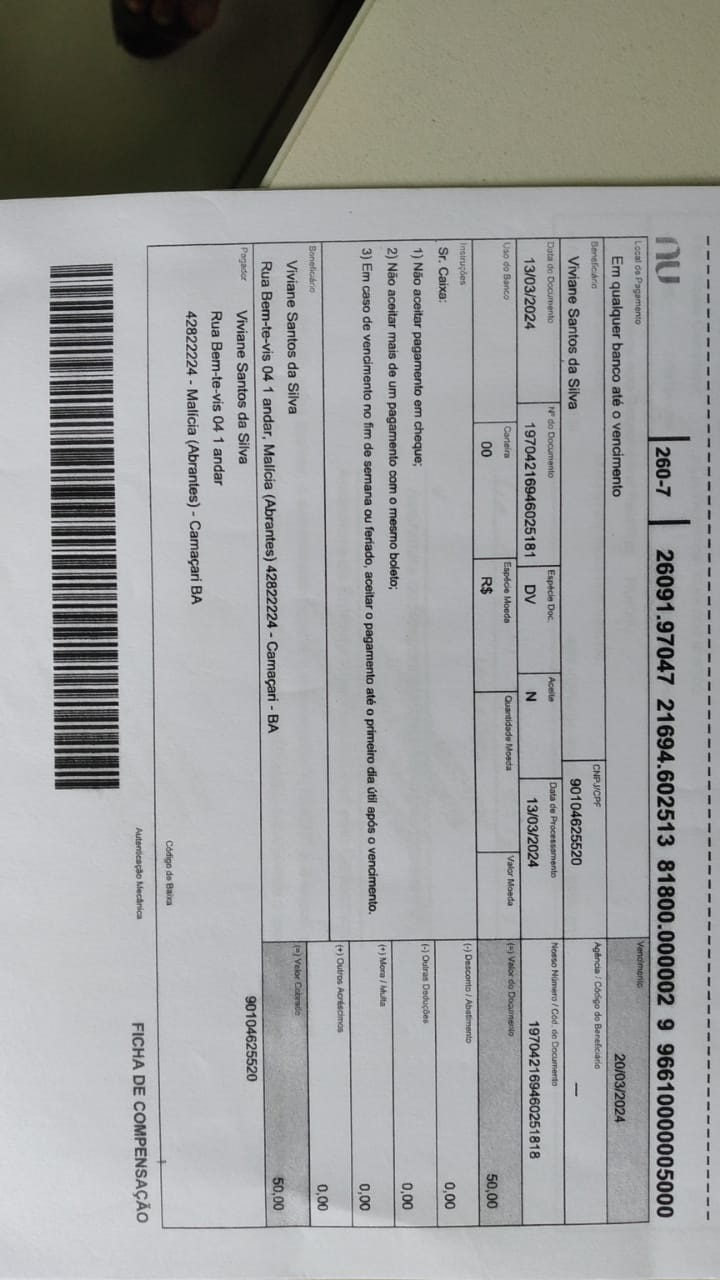 nu 260-7 26091.97047 21694.602513 81800.000002 9 96610000005000
Local de Pagamento
Em qualquer banco até o vencimento
Vencimento
20/03/2024
Beneficiário
Viviane Santos da Silva
CNPJ/CPF
90104625520
Agência / Código do Beneficiário
—
Data do Documento
13/03/2024
Nº do Documento
19704216946025181
Espécie Doc.
DV
Aceite
N
Data de Processamento
13/03/2024
Nosso Número / Cód. do Documento
197042169460251818
Uso do Banco
Carteira
00
Espécie Moeda
R$
Quantidade Moeda
Valor Moeda
(=) Valor do Documento
50,00
Instruções
Sr. Caixa:
1) Não aceitar pagamento em cheque;
2) Não aceitar mais de um pagamento com o mesmo boleto;
3) Em caso de vencimento no fim de semana ou feriado, aceitar o pagamento até o primeiro dia útil após o vencimento.
(-) Desconto / Abatimento
0,00
(-) Outras Deduções
0,00
(+) Mora / Multa
0,00
(+) Outros Acréscimos
0,00
Beneficiário
Viviane Santos da Silva
Rua Bem-te-vis 04 1 andar, Malícia (Abrantes) 42822224 - Camaçari - BA
(=) Valor Cobrado
50,00
Pagador
Viviane Santos da Silva
90104625520
Rua Bem-te-vis 04 1 andar
42822224 - Malícia (Abrantes) - Camaçari BA
Código de Baixa
Autenticação Mecânica
FICHA DE COMPENSAÇÃO